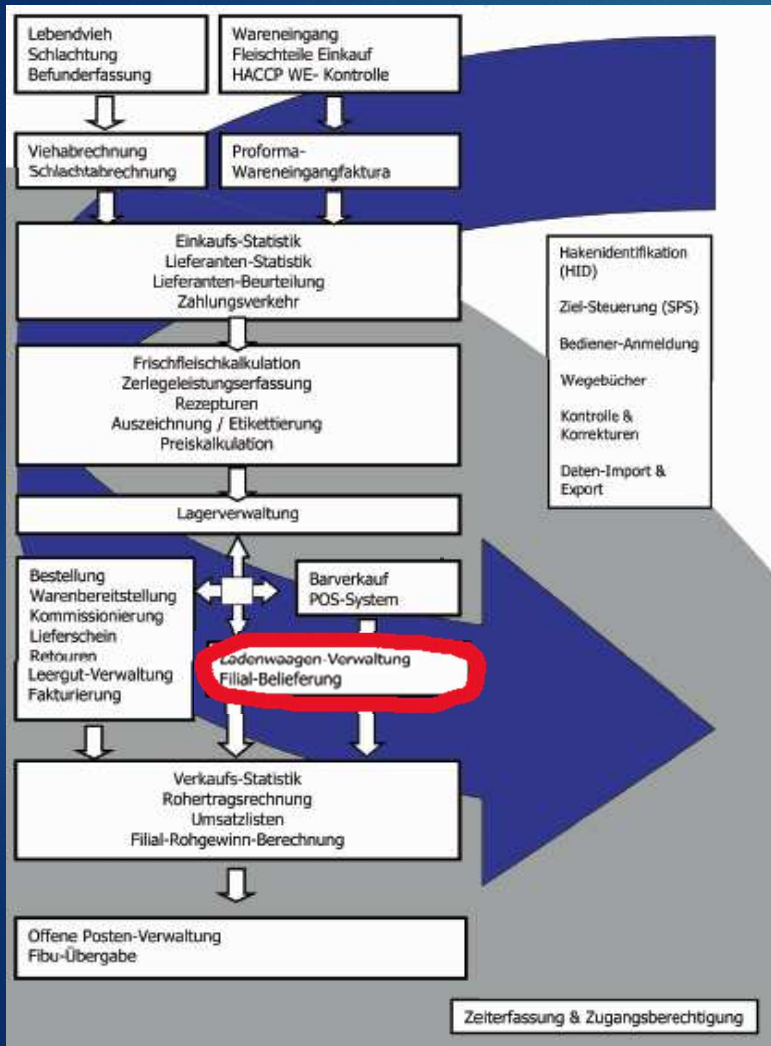 Lebendvieh
Schlachtung
Befunderfassung
Wareneingang
Fleischteile Einkauf
HACCP WE- Kontrolle
Viehabrechnung
Schlachtabrechnung
Proforma-
Wareneingangfaktura
Einkaufs-Statistik
Lieferanten-Statistik
Lieferanten-Beurteilung
Zahlungsverkehr
Hakenidentifikation
(HID)
Ziel-Steuerung (SPS)
Bediener-Anmeldung
Wegebücher
Kontrolle &
Korrekturen
Daten-Import &
Export
Frischfleischkalkulation
Zerlegeleistungserfassung
Rezepturen
Auszeichnung / Etikettierung
Preiskalkulation
Lagerverwaltung
Bestellung
Warenbereitstellung
Kommissionierung
Lieferschein
Retouren
Leergut-Verwaltung
Fakturierung
Barverkauf
POS-System
Ladenwaagen-Verwaltung
Filial-Belieferung
Verkaufs-Statistik
Rohertragsrechnung
Umsatzlisten
Filial-Rohgewinn-Berechnung
Offene Posten-Verwaltung
Fibu-Übergabe
Zeiterfassung & Zugangsberechtigung